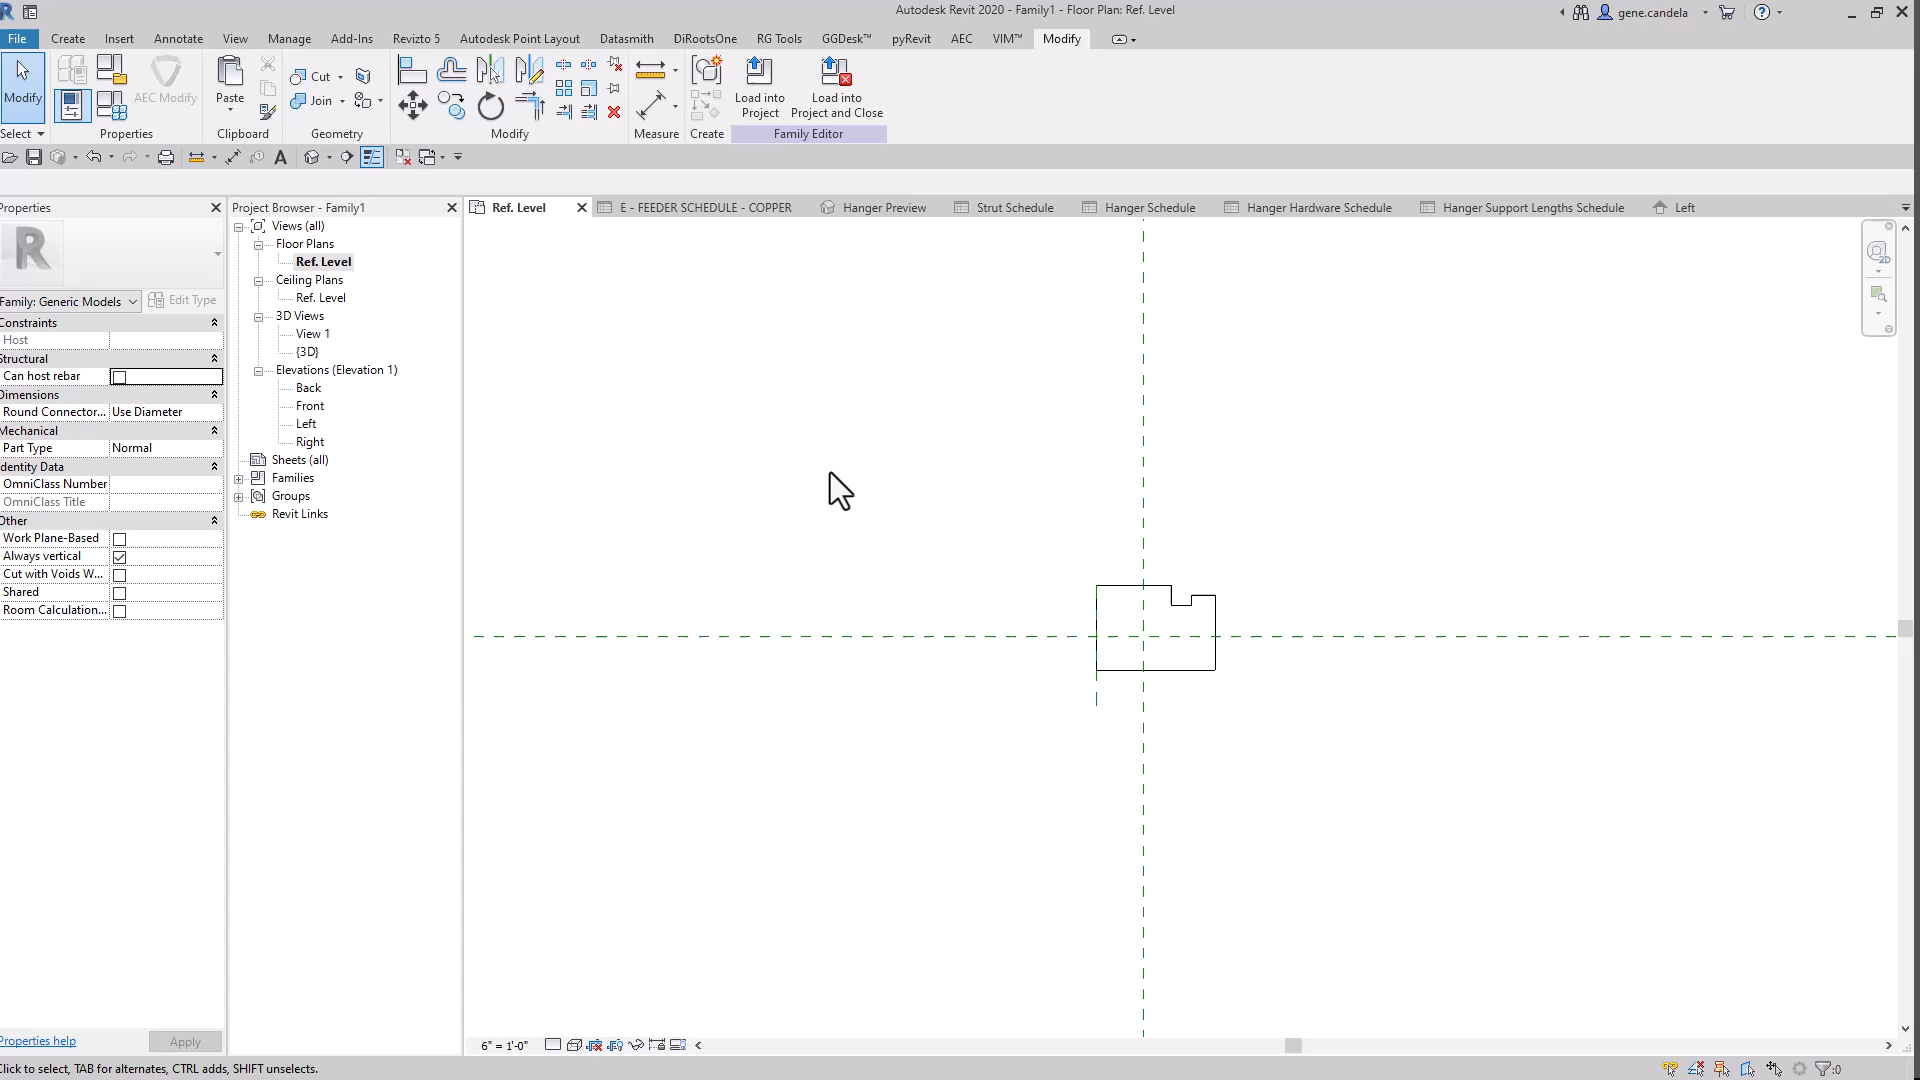 Autodesk Revit 2020 - Family1 - Floor Plan: Ref. Level
gene.candela
File Create Insert Annotate View Manage Add-Ins Revizto 5 Autodesk Point Layout Datasmith DiRootsOne RG Tools GGDesk™ pyRevit AEC VIM™ Modify
Modify AEC Modify Paste Cut Join Load into Project Load into Project and Close
Select Properties Clipboard Geometry Modify Measure Create Family Editor
Properties
Family: Generic Models Edit Type
Constraints
Host
Structural
Can host rebar
Dimensions
Round Connector... Use Diameter
Mechanical
Part Type Normal
dentity Data
OmniClass Number
OmniClass Title
Other
Work Plane-Based
Always vertical
Cut with Voids W...
Shared
Room Calculation...
Properties help Apply
Project Browser - Family1
Views (all)
Floor Plans
Ref. Level
Ceiling Plans
Ref. Level
3D Views
View 1
{3D}
Elevations (Elevation 1)
Back
Front
Left
Right
Sheets (all)
Families
Groups
Revit Links
Ref. Level E - FEEDER SCHEDULE - COPPER Hanger Preview Strut Schedule Hanger Schedule Hanger Hardware Schedule Hanger Support Lengths Schedule Left
2D
6" = 1'-0"
Click to select, TAB for alternates, CTRL adds, SHIFT unselects.
:0